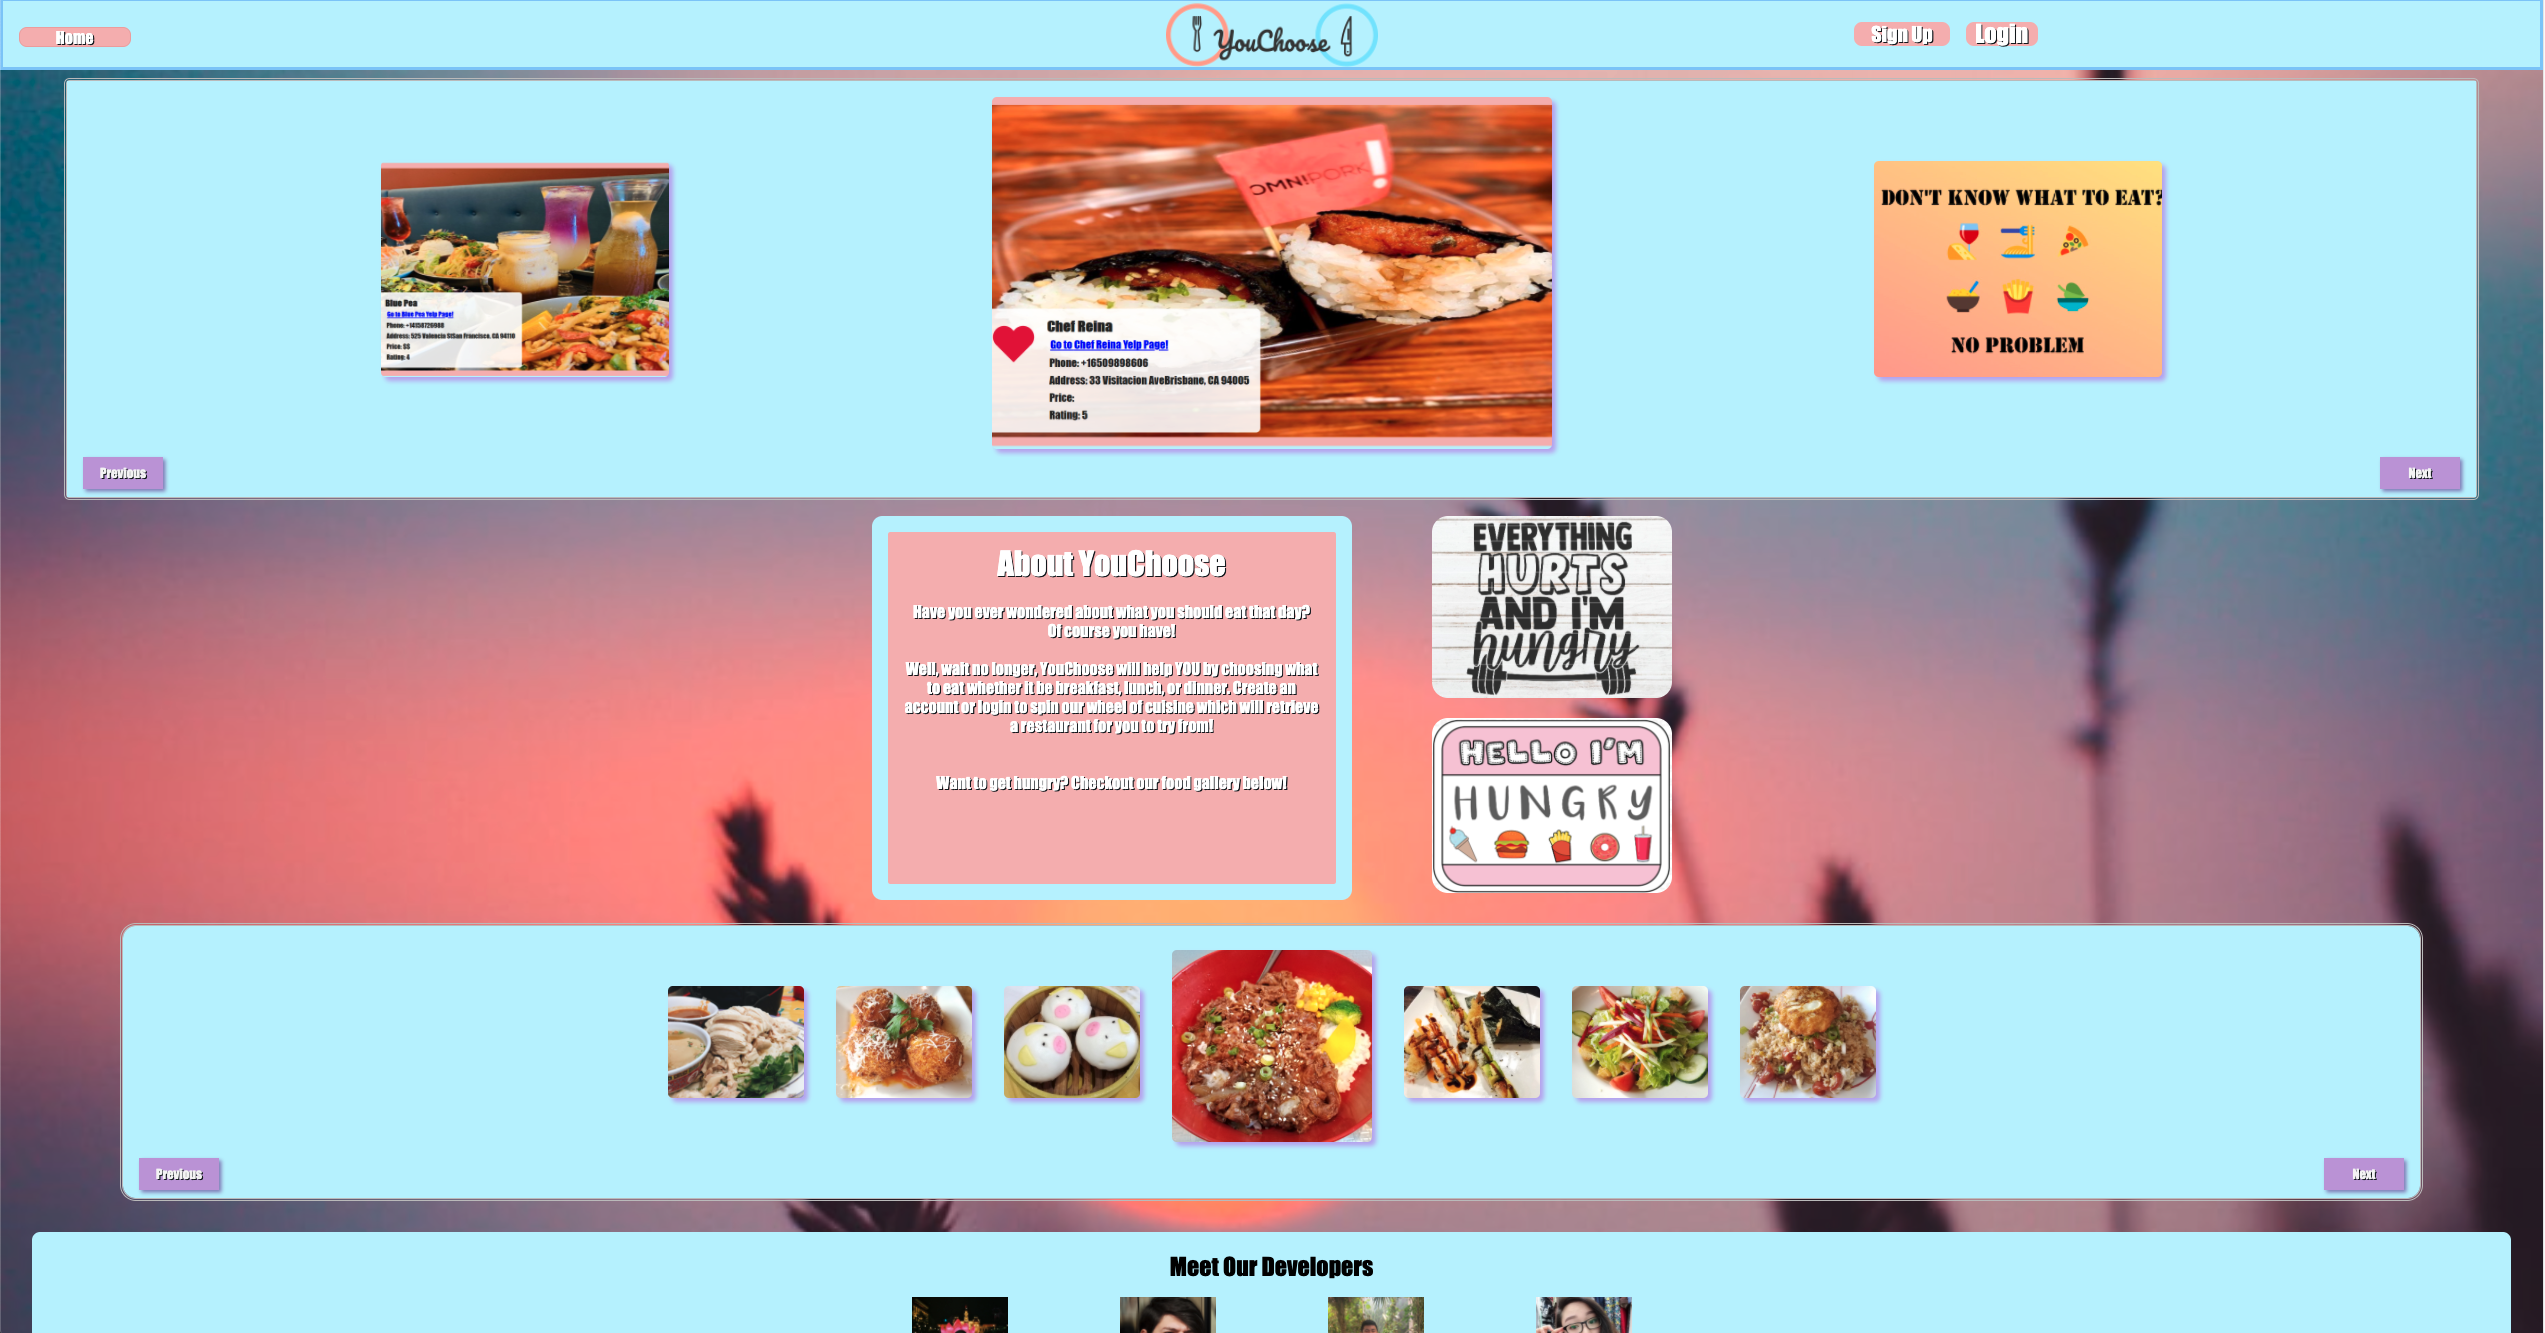 Home
YouChoose
Sign Up
Login
OMNIPORK
Blue Pea
Go to Blue Pea Yelp Page!
Phone: +14158729988
Address: 525 Valencia StSan Francisco, CA 94110
Price: $$
Rating: 4
Chef Reina
Go to Chef Reina Yelp Page!
Phone: +16509898606
Address: 33 Visitacion AveBrisbane, CA 94005
Price:
Rating: 5
DON'T KNOW WHAT TO EAT?
NO PROBLEM
Previous
Next
About YouChoose
Have you ever wondered about what you should eat that day?
Of course you have!
Well, wait no longer, YouChoose will help YOU by choosing what
to eat whether it be breakfast, lunch, or dinner. Create an
account or login to spin our wheel of cuisine which will retrieve
a restaurant for you to try from!
Want to get hungry? Checkout our food gallery below!
EVERYTHING
HURTS
AND I'M
hungry
HELLO I'M
HUNGRY
Previous
Next
Meet Our Developers